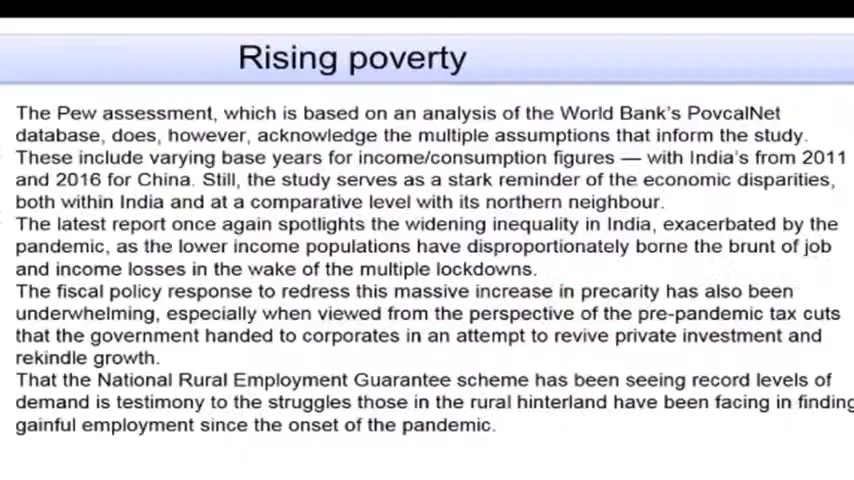 Rising poverty
The Pew assessment, which is based on an analysis of the World Bank's PovcalNet
database, does, however, acknowledge the multiple assumptions that inform the study.
These include varying base years for income/consumption figures — with India's from 2011
and 2016 for China. Still, the study serves as a stark reminder of the economic disparities,
both within India and at a comparative level with its northern neighbour.
The latest report once again spotlights the widening inequality in India, exacerbated by the
pandemic, as the lower income populations have disproportionately borne the brunt of job
and income losses in the wake of the multiple lockdowns.
The fiscal policy response to redress this massive increase in precarity has also been
underwhelming, especially when viewed from the perspective of the pre-pandemic tax cuts
that the government handed to corporates in an attempt to revive private investment and
rekindle growth.
That the National Rural Employment Guarantee scheme has been seeing record levels of
demand is testimony to the struggles those in the rural hinterland have been facing in finding
gainful employment since the onset of the pandemic.